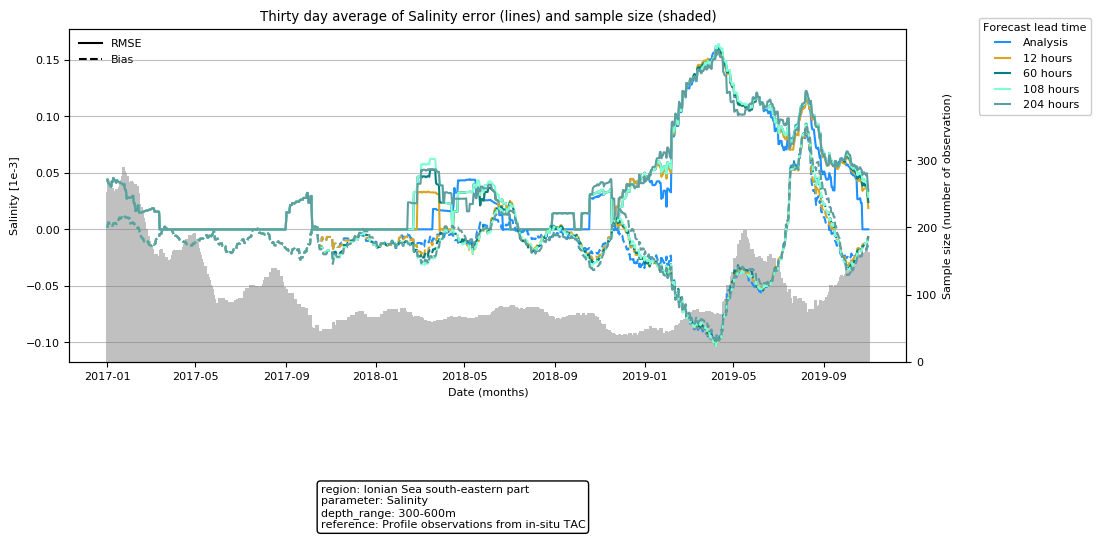 Thirty day average of Salinity error (lines) and sample size (shaded)
RMSE
Bias
Forecast lead time
Analysis
12 hours
60 hours
108 hours
204 hours
0.15
0.10
0.05
0.00
−0.05
−0.10
Salinity [1e-3]
300
200
100
0
Sample size (number of observation)
2017-01 2017-05 2017-09 2018-01 2018-05 2018-09 2019-01 2019-05 2019-09
Date (months)
region: Ionian Sea south-eastern part
parameter: Salinity
depth_range: 300-600m
reference: Profile observations from in-situ TAC